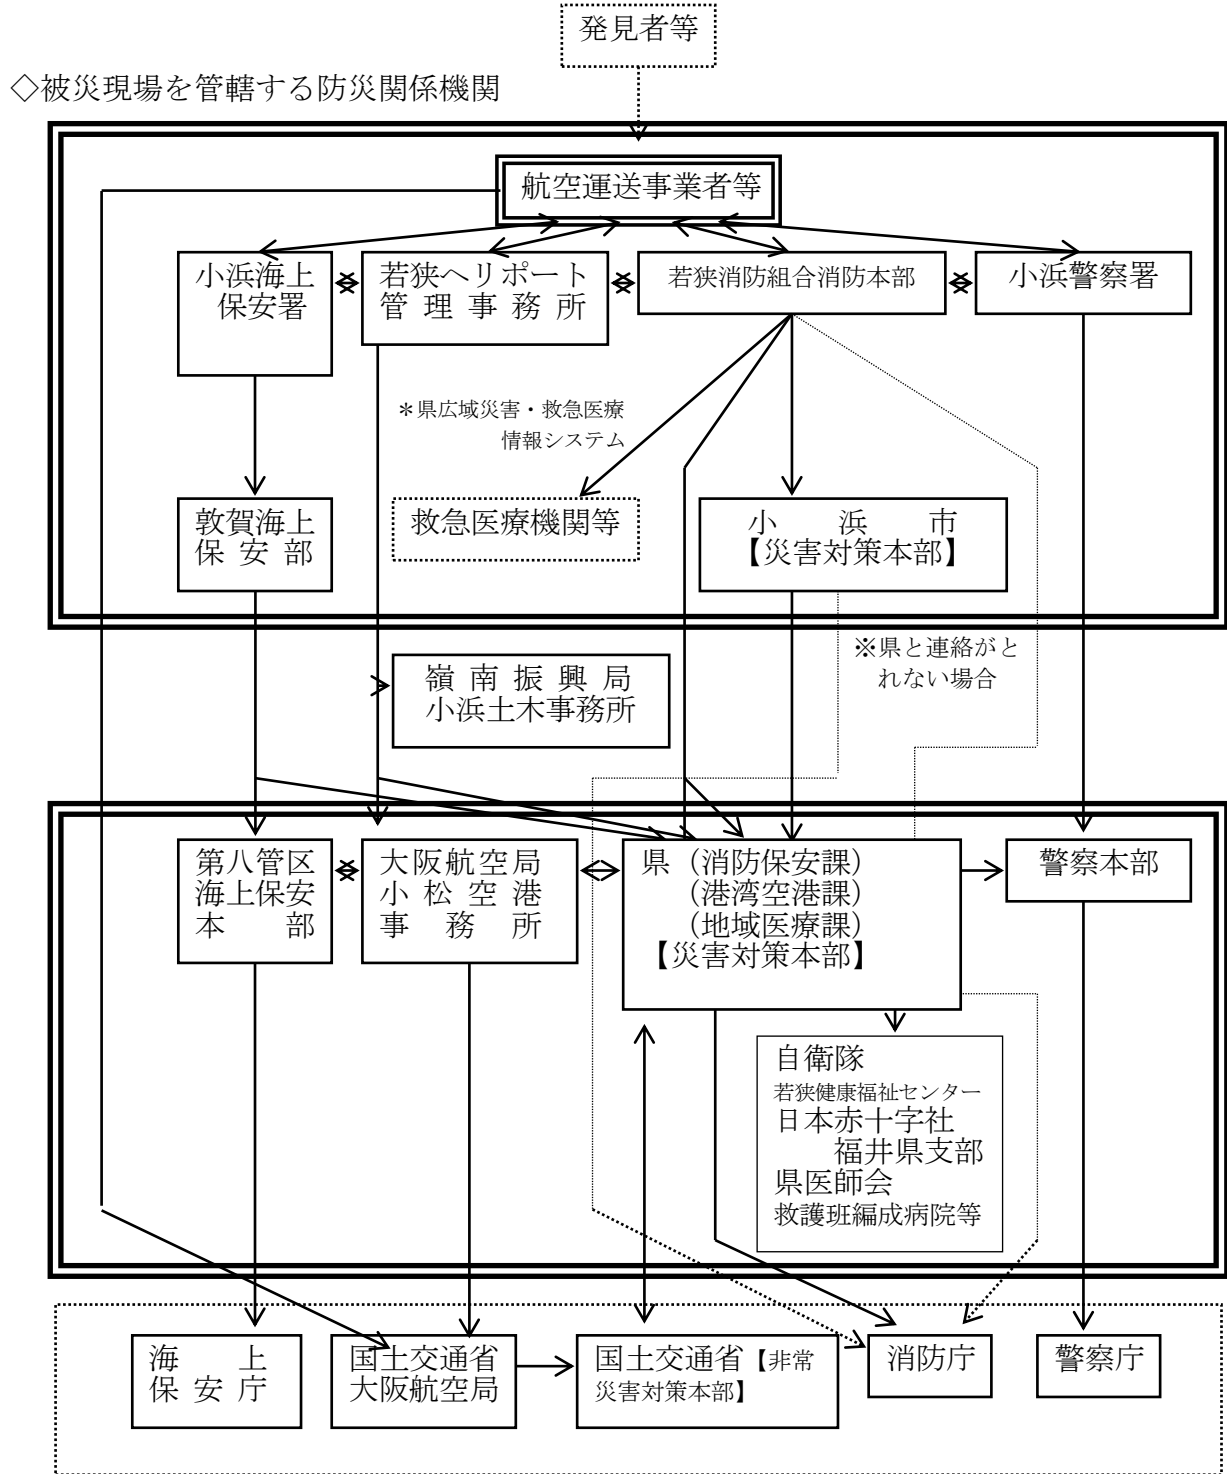 発見者等
◇被災現場を管轄する防災関係機関
航空運送事業者等
小浜海上
保安署
若狭ヘリポート
管理事務所
若狭消防組合消防本部
小浜警察署
＊県広域災害・救急医療
情報システム
敦賀海上
保安部
救急医療機関等
小浜市
【災害対策本部】
※県と連絡がと
れない場合
嶺南振興局
小浜土木事務所
第八管区
海上保安
本部
大阪航空局
小松空港
事務所
県（消防保安課）
（港湾空港課）
（地域医療課）
【災害対策本部】
警察本部
自衛隊
若狭健康福祉センター
日本赤十字社
福井県支部
県医師会
救護班編成病院等
海上
保安庁
国土交通省
大阪航空局
国土交通省【非常
災害対策本部】
消防庁
警察庁